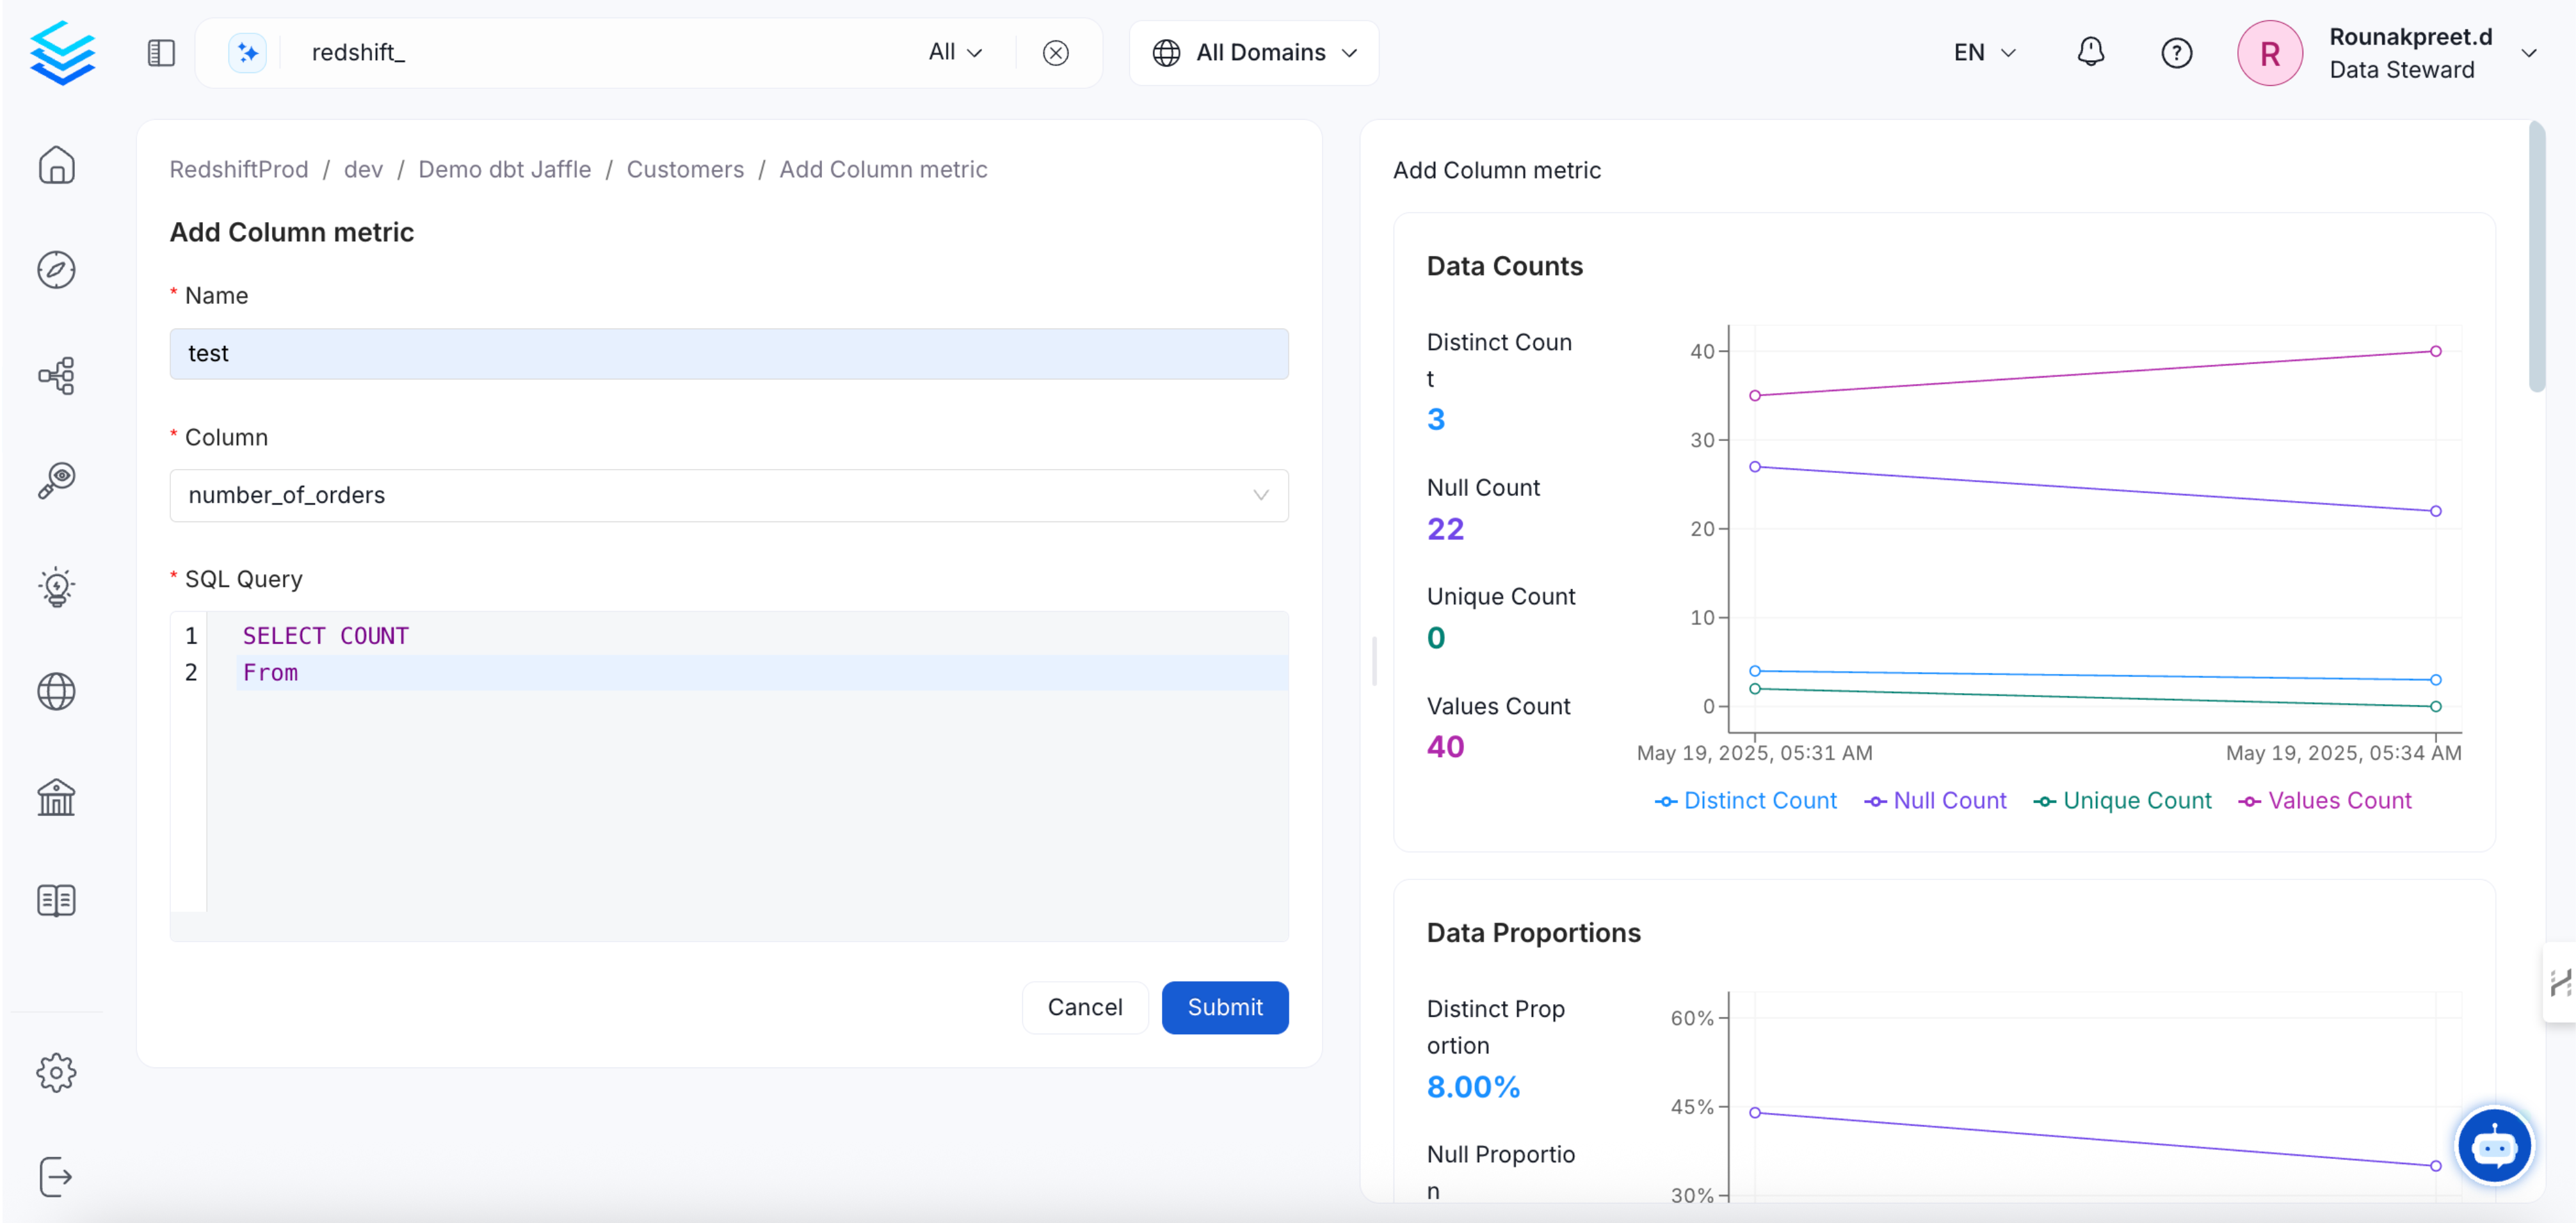 redshift_
All
All Domains
EN
R
Rounakpreet.d
Data Steward
RedshiftProd / dev / Demo dbt Jaffle / Customers / Add Column metric
Add Column metric
* Name
test
* Column
number_of_orders
* SQL Query
1 SELECT COUNT
2 From
Cancel
Submit
Add Column metric
Data Counts
Distinct Coun
t
3
Null Count
22
Unique Count
0
Values Count
40
40
30
20
10
0
May 19, 2025, 05:31 AM
May 19, 2025, 05:34 AM
Distinct Count
Null Count
Unique Count
Values Count
Data Proportions
Distinct Prop
ortion
8.00%
Null Proportio
n
60%
45%
30%